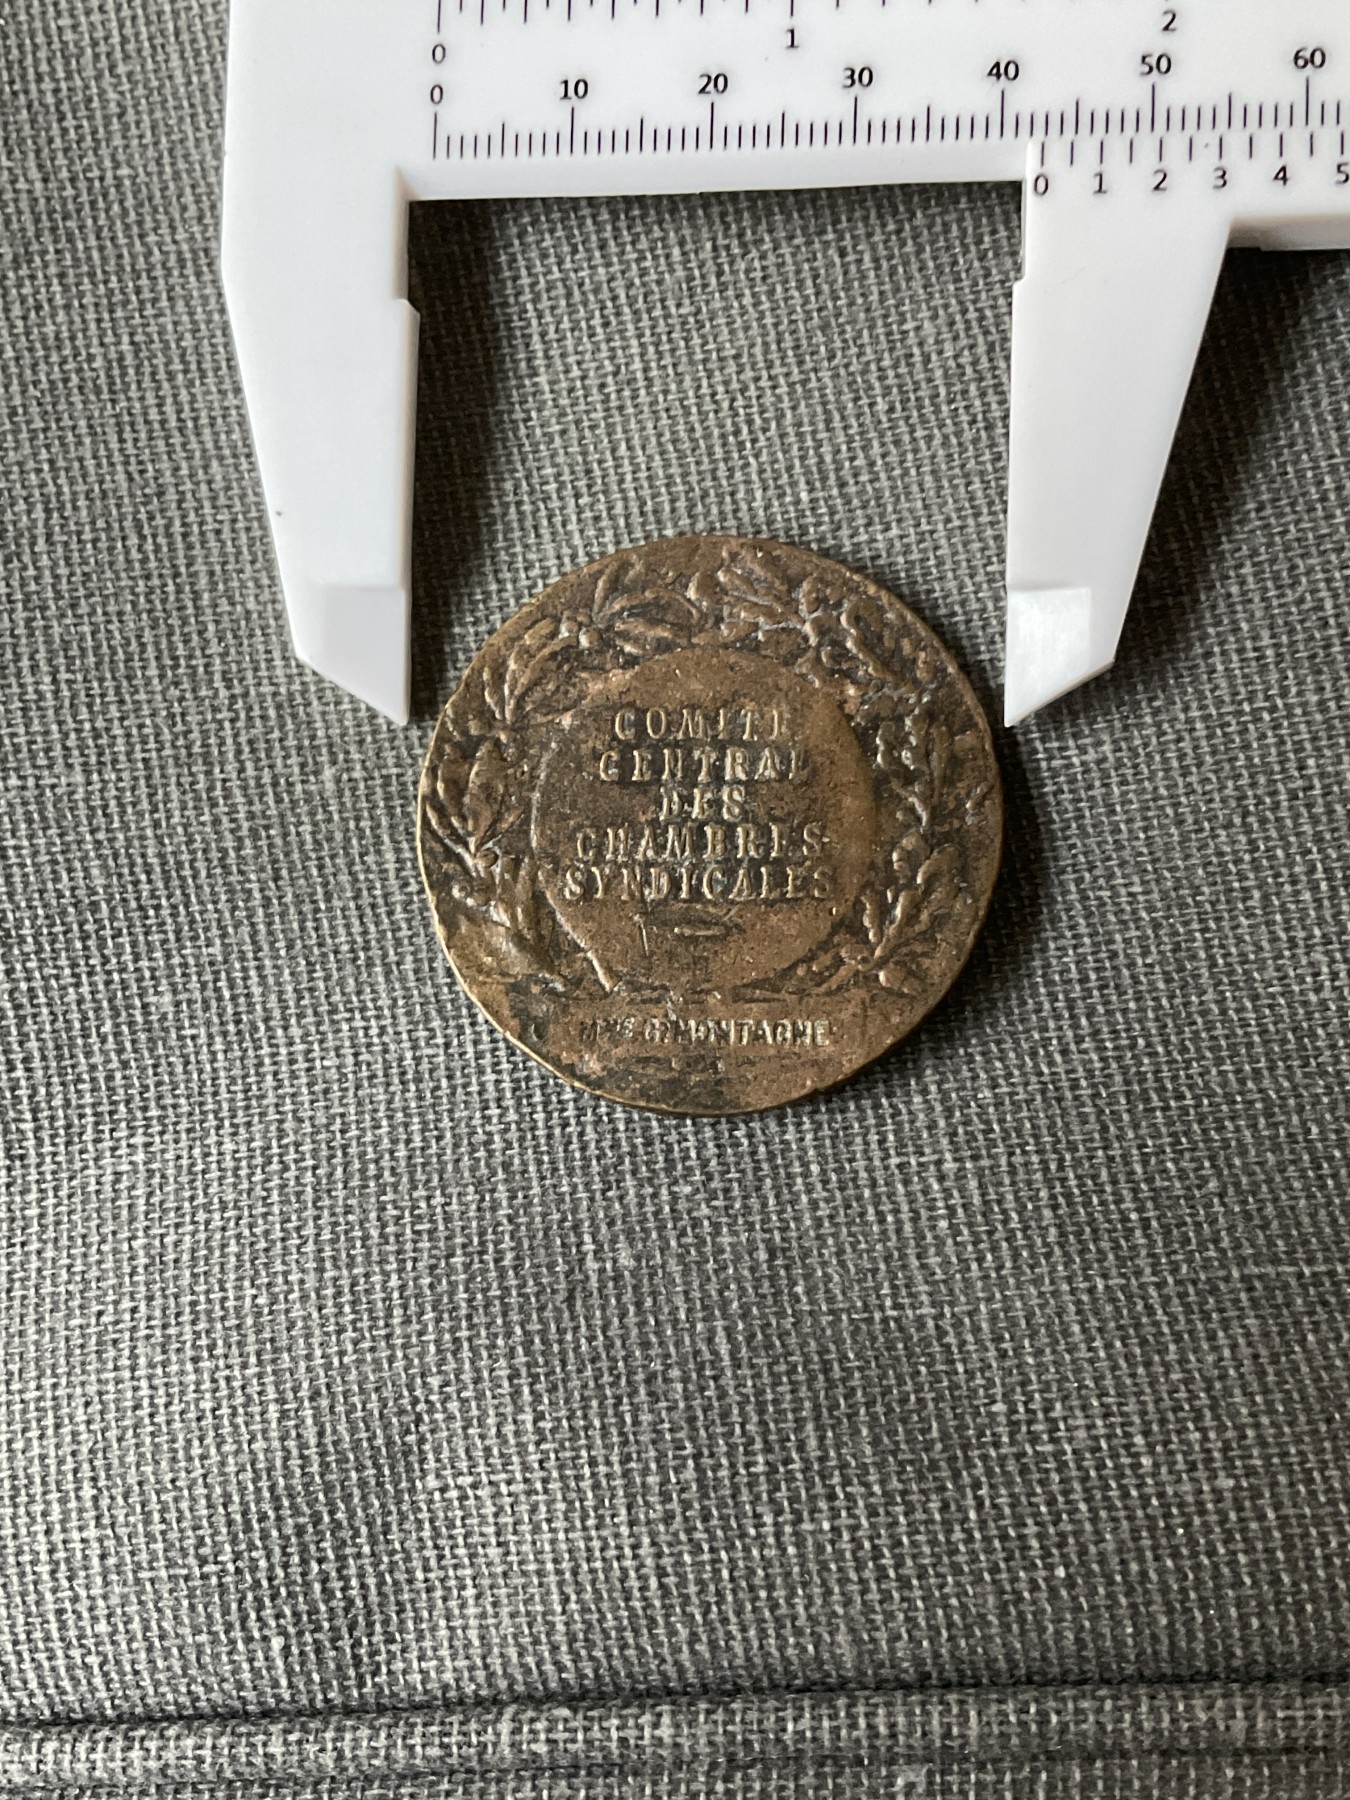 0 1 2
0 10 20 30 40 50 60
0 1 2 3 4 5
COMITE
CENTRAL
DES
CHAMBRES
SYNDICALES
MME G. MONTAGNE